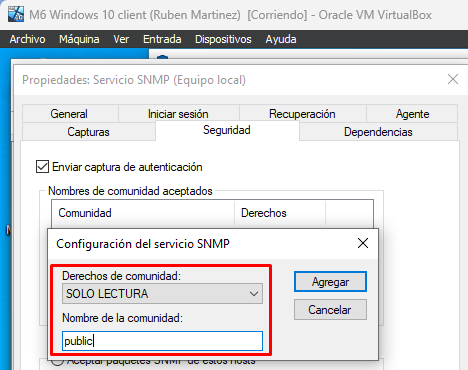 M6 Windows 10 client (Ruben Martinez) [Corriendo] - Oracle VM VirtualBox
Archivo Máquina Ver Entrada Dispositivos Ayuda
Propiedades: Servicio SNMP (Equipo local)
General Iniciar sesión Recuperación Agente
Capturas Seguridad Dependencias
Enviar captura de autenticación
Nombres de comunidad aceptados
Comunidad Derechos
Configuración del servicio SNMP
Derechos de comunidad:
SOLO LECTURA
Agregar
Cancelar
Nombre de la comunidad:
public
Aceptar paquetes SNMP de estos hosts